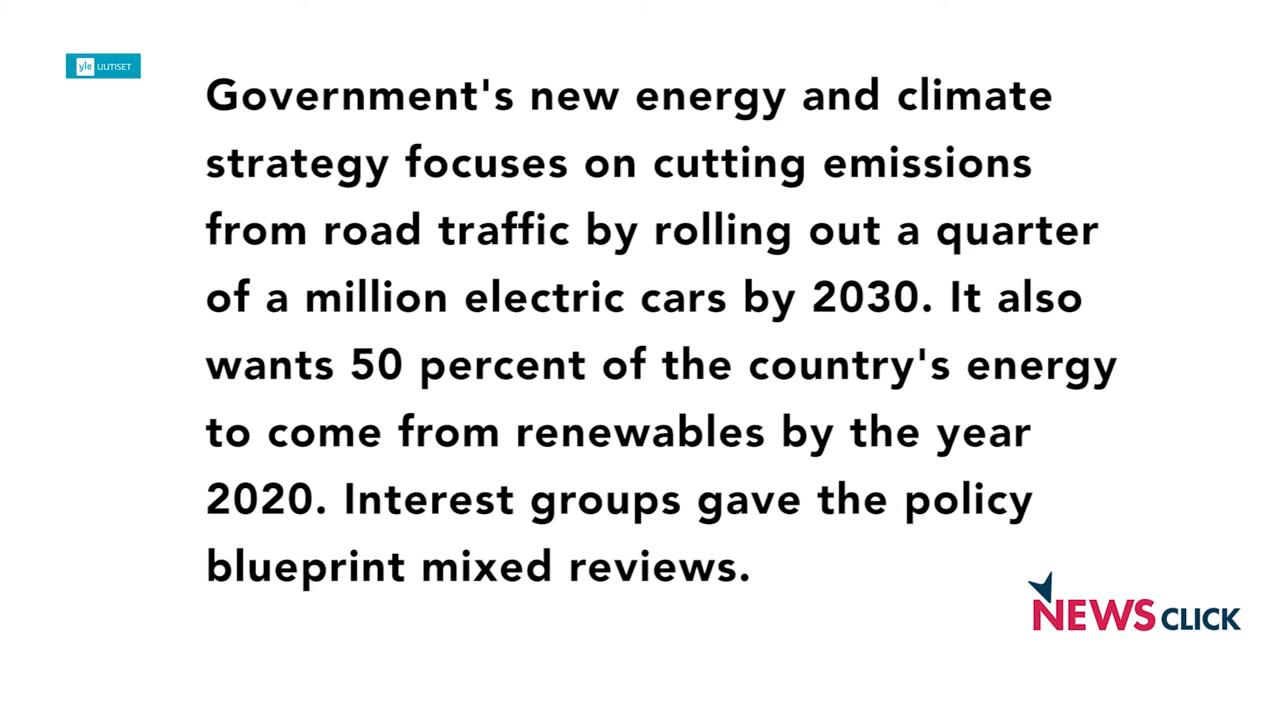 yle UUTISET
Government's new energy and climate
strategy focuses on cutting emissions
from road traffic by rolling out a quarter
of a million electric cars by 2030. It also
wants 50 percent of the country's energy
to come from renewables by the year
2020. Interest groups gave the policy
blueprint mixed reviews.
NEWS CLICK